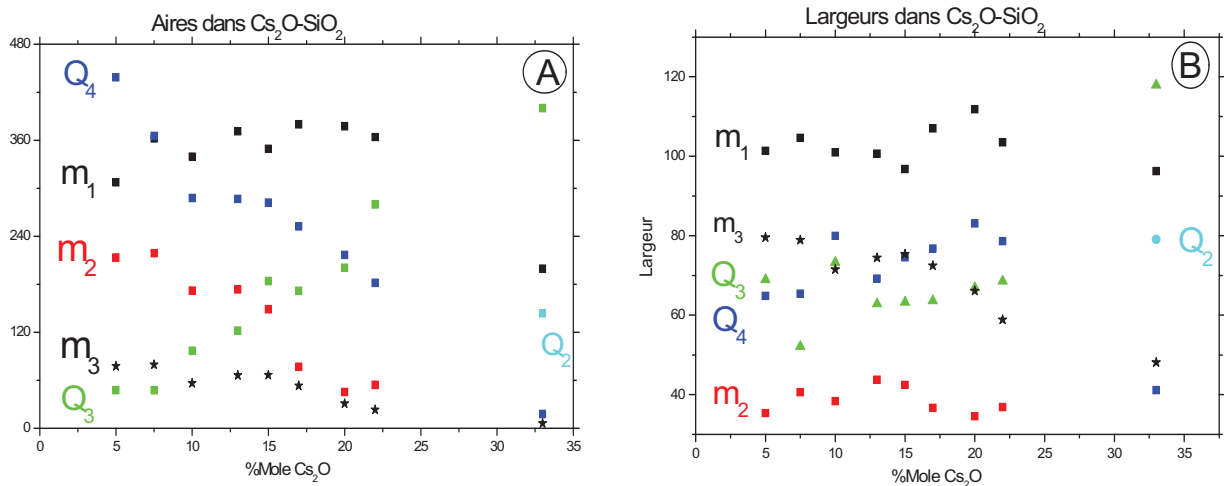 Aires dans Cs₂O-SiO₂
A
480
360
240
120
0
Q₄
m₁
m₂
m₃
Q₃
Q₂
0 5 10 15 20 25 30 35
%Mole Cs₂O
Largeurs dans Cs₂O-SiO₂
B
Largeur
120
100
80
60
40
m₁
m₃
Q₃
Q₄
m₂
Q₂
0 5 10 15 20 25 30 35
%Mole Cs₂O